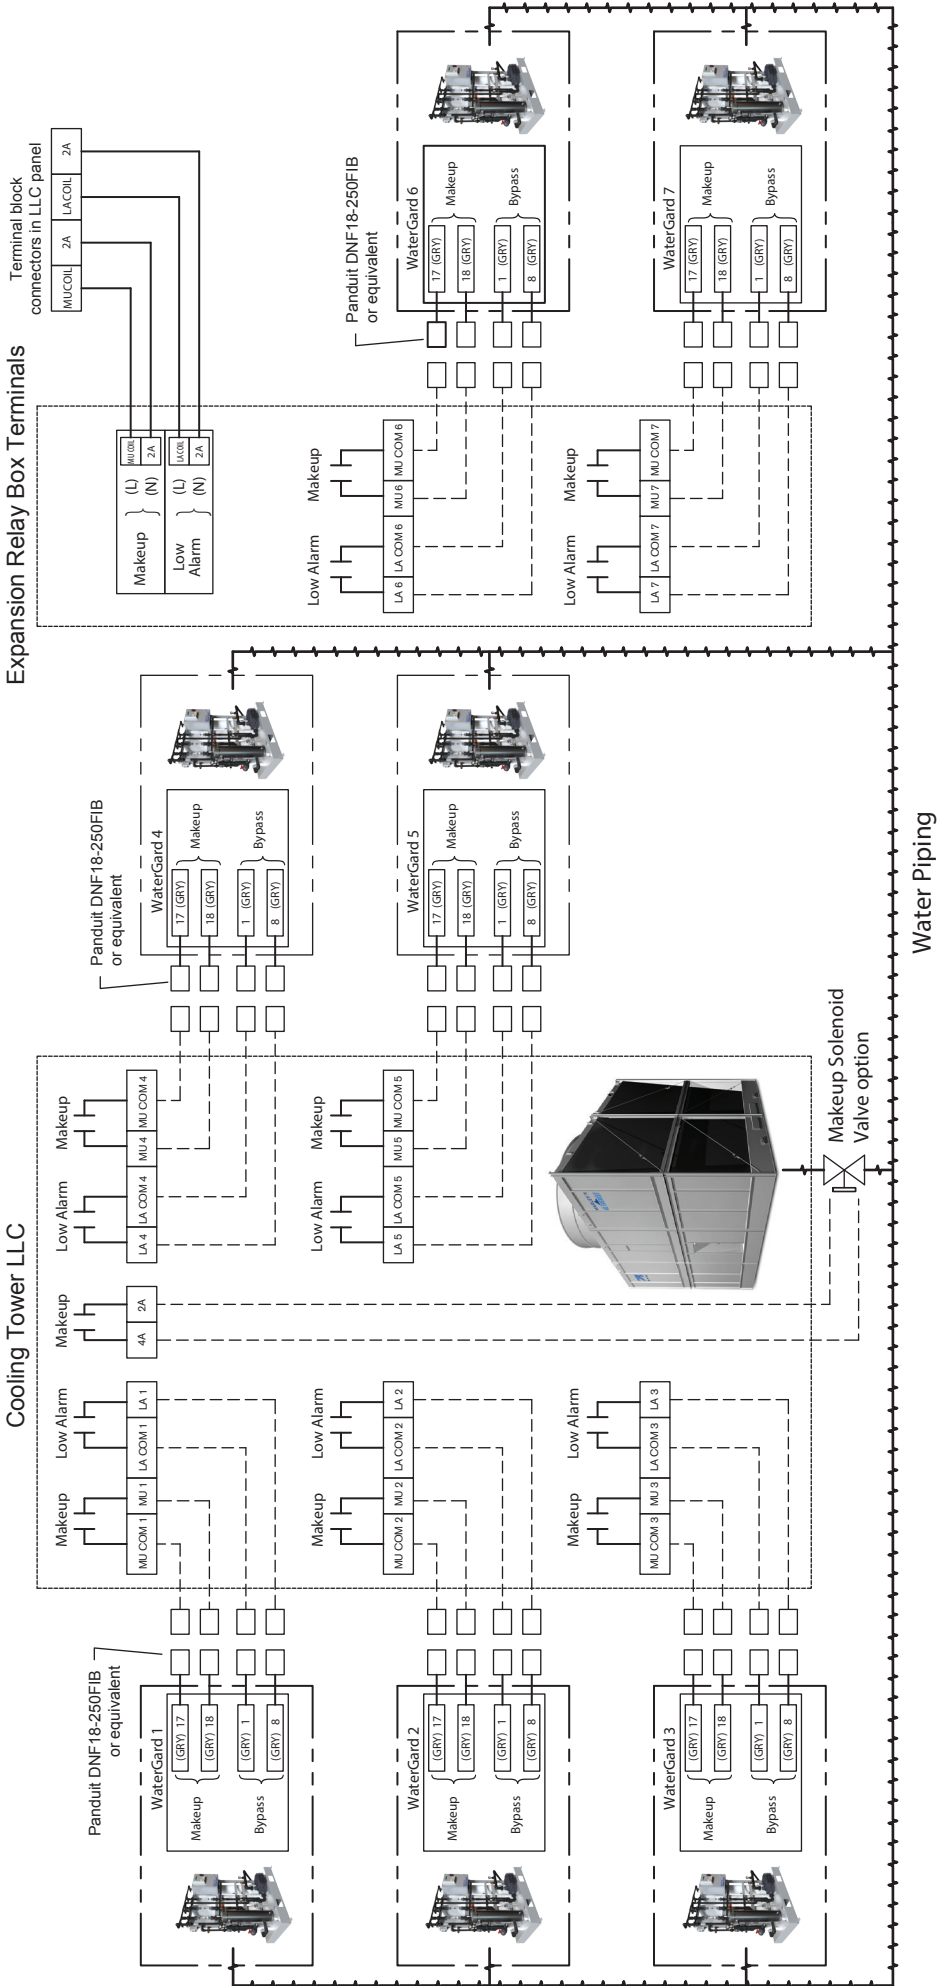 Cooling Tower LLC
Expansion Relay Box Terminals
Panduit DNF18-250FIB
or equivalent
WaterGard 1
Makeup
Bypass
(GRY) 17
(GRY) 18
(GRY) 1
(GRY) 8
Makeup
Low Alarm
MU COM 1
MU 1
LA COM 1
LA 1
WaterGard 2
Makeup
Bypass
(GRY) 17
(GRY) 18
(GRY) 1
(GRY) 8
Makeup
Low Alarm
MU COM 2
MU 2
LA COM 2
LA 2
WaterGard 3
Makeup
Bypass
(GRY) 17
(GRY) 18
(GRY) 1
(GRY) 8
Makeup
Low Alarm
MU COM 3
MU 3
LA COM 3
LA 3
Makeup
4A
2A
Low Alarm
Makeup
LA 4
LA COM 4
MU 4
MU COM 4
Panduit DNF18-250FIB
or equivalent
WaterGard 4
17 (GRY)
18 (GRY)
1 (GRY)
8 (GRY)
Makeup
Bypass
Low Alarm
Makeup
LA 5
LA COM 5
MU 5
MU COM 5
WaterGard 5
17 (GRY)
18 (GRY)
1 (GRY)
8 (GRY)
Makeup
Bypass
Makeup Solenoid
Valve option
Makeup
(L)
(N)
MU COIL
2A
Low
Alarm
(L)
(N)
LA COIL
2A
Terminal block
connectors in LLC panel
MUCOIL
2A
LACOIL
2A
Low Alarm
Makeup
LA 6
LA COM 6
MU 6
MU COM 6
Panduit DNF18-250FIB
or equivalent
WaterGard 6
17 (GRY)
18 (GRY)
1 (GRY)
8 (GRY)
Makeup
Bypass
Low Alarm
Makeup
LA 7
LA COM 7
MU 7
MU COM 7
WaterGard 7
17 (GRY)
18 (GRY)
1 (GRY)
8 (GRY)
Makeup
Bypass
Water Piping